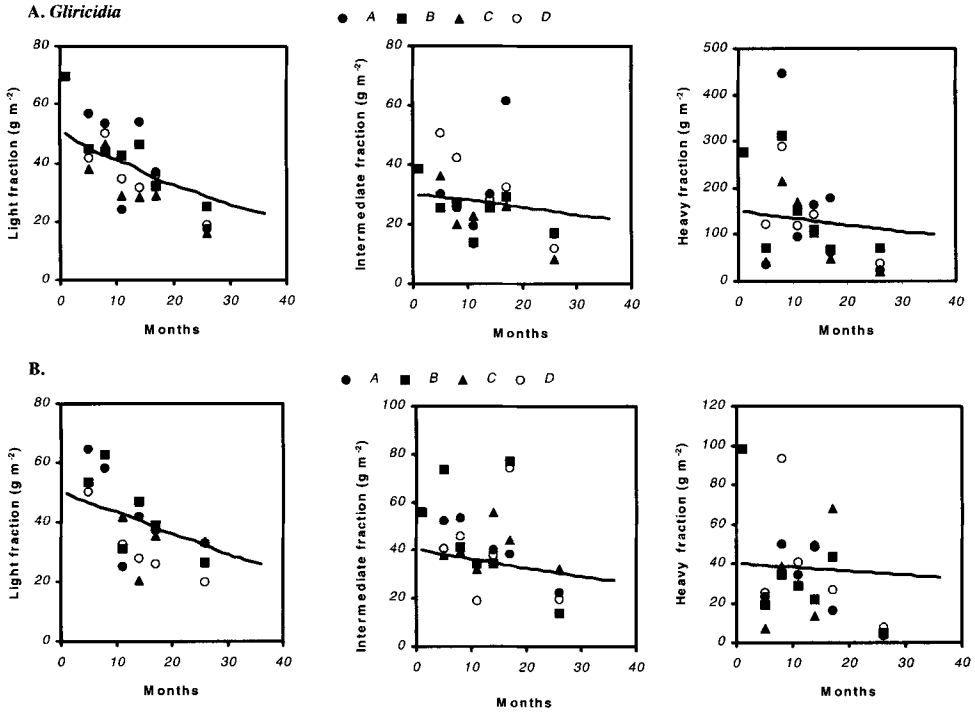 A. Gliricidia
● A ■ B ▲ C ○ D
80
60
40
20
0
Light fraction (g m⁻²)
0 10 20 30 40
Months
80
60
40
20
0
Intermediate fraction (g m⁻²)
0 10 20 30 40
Months
500
400
300
200
100
0
Heavy fraction (g m⁻²)
0 10 20 30 40
Months
B.
● A ■ B ▲ C ○ D
80
60
40
20
0
Light fraction (g m⁻²)
0 10 20 30 40
Months
100
80
60
40
20
0
Intermediate fraction (g m⁻²)
0 10 20 30 40
Months
120
100
80
60
40
20
0
Heavy fraction (g m⁻²)
0 10 20 30 40
Months